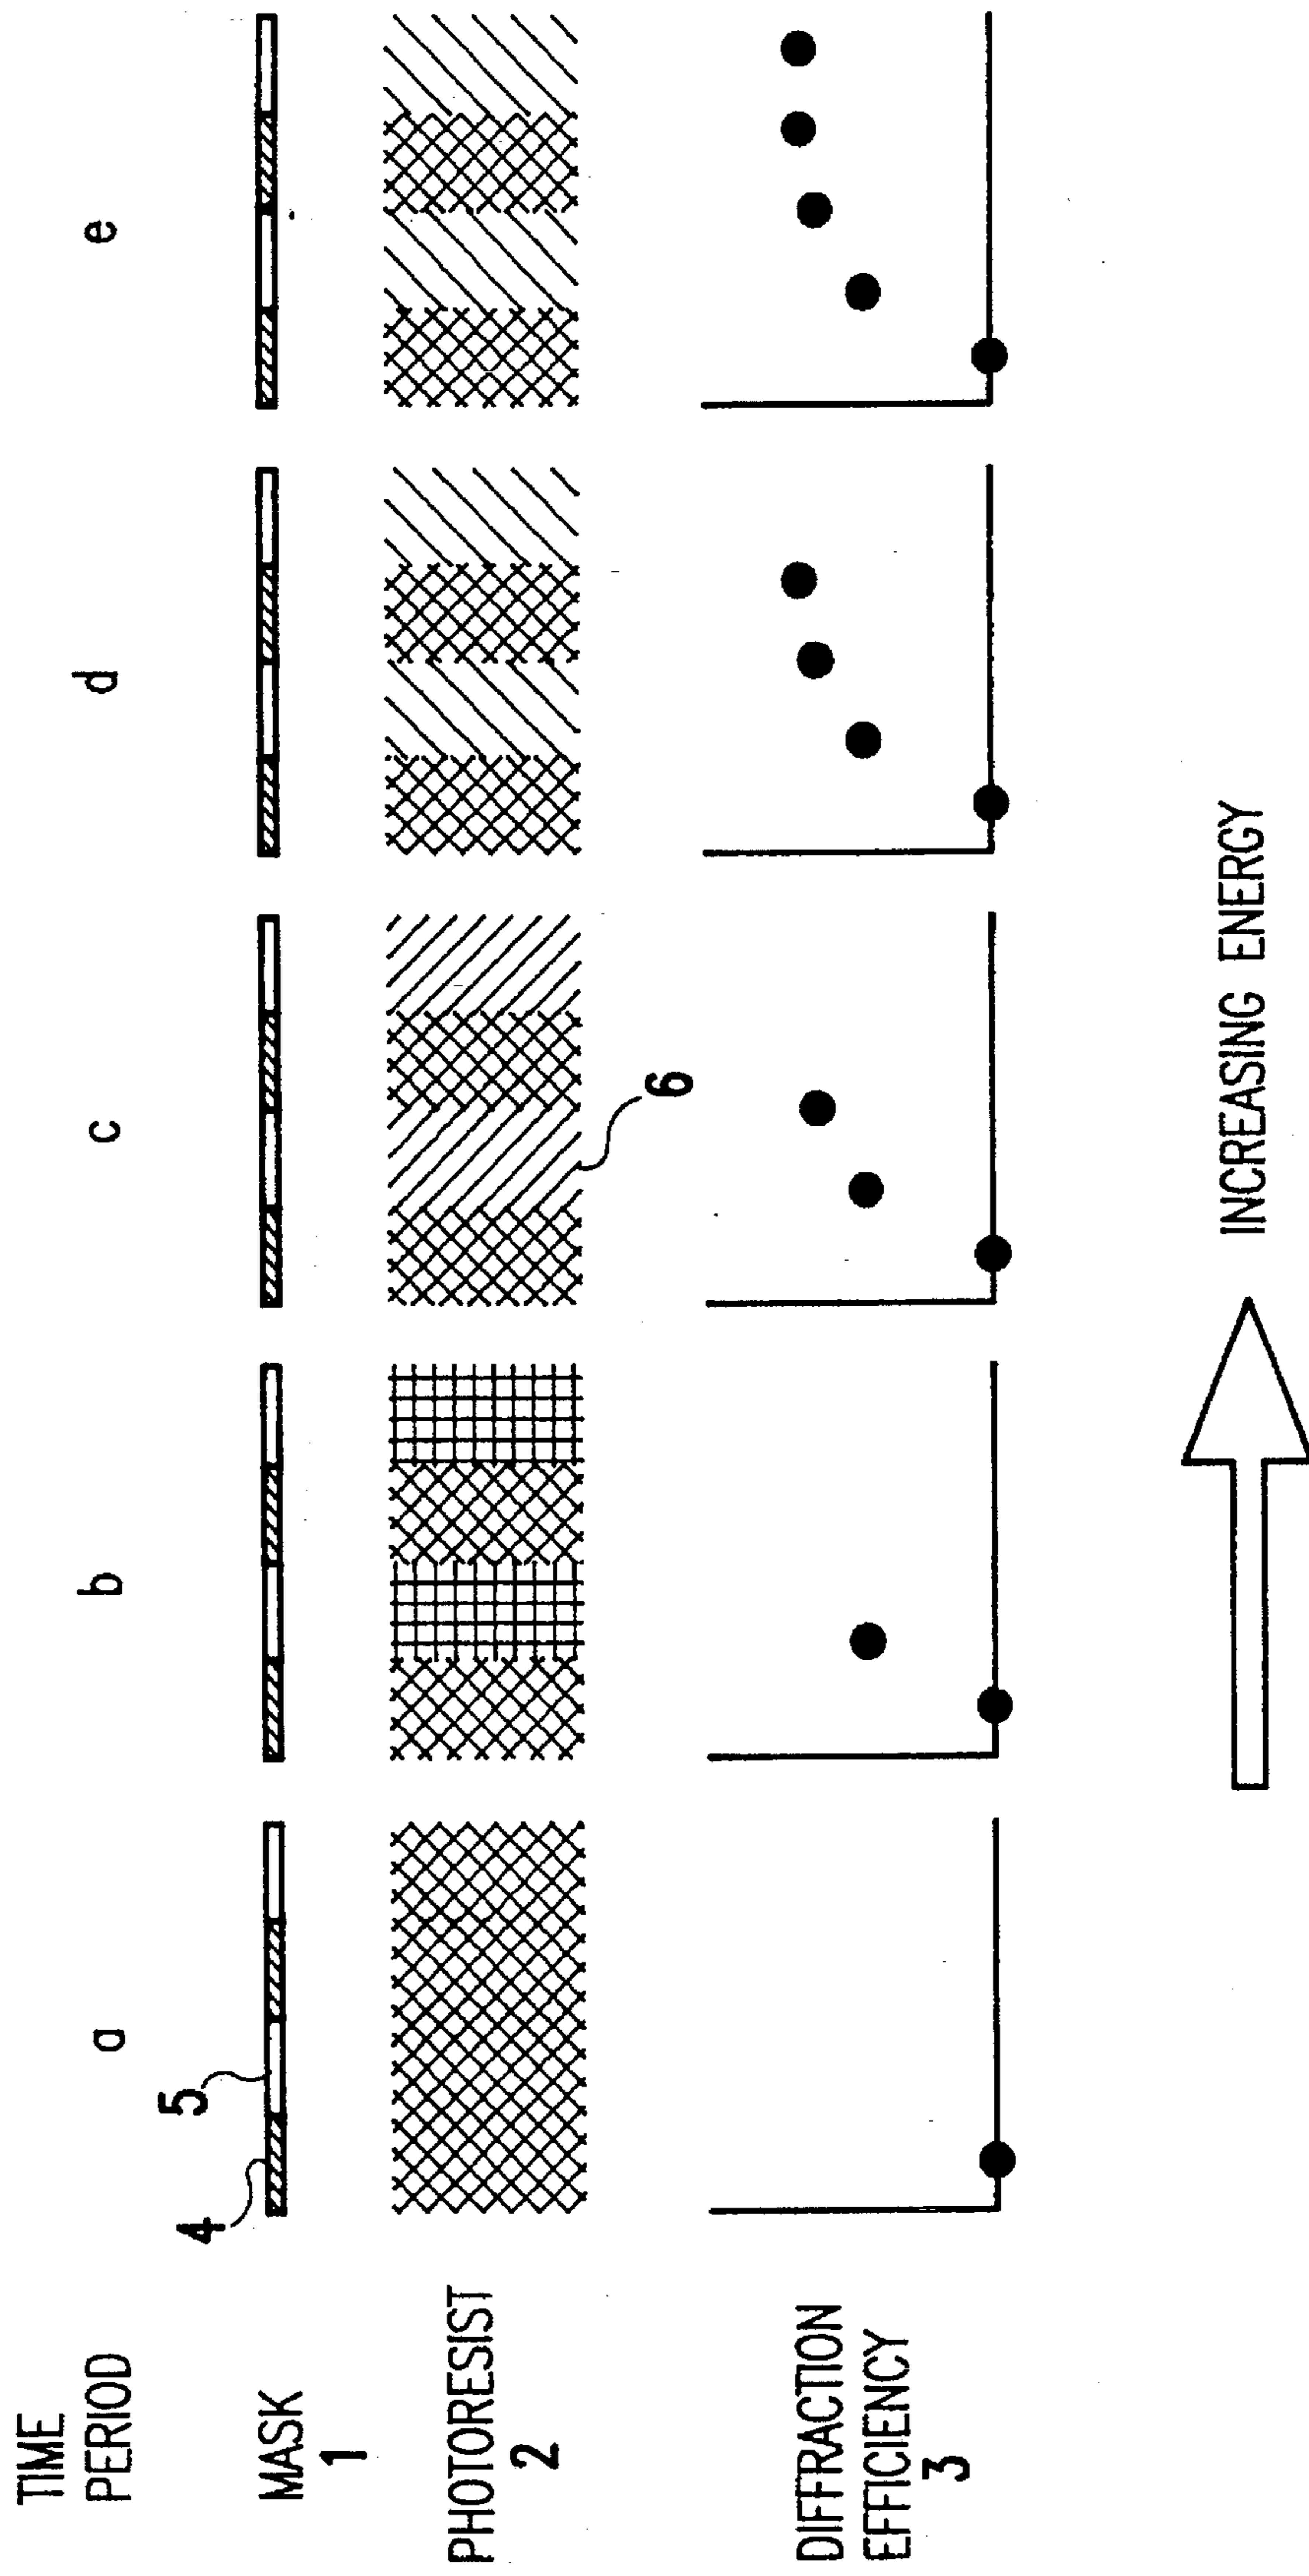 TIME
PERIOD
a
b
c
d
e
4
5
MASK
1
PHOTORESIST
2
6
DIFFRACTION
EFFICIENCY
3
INCREASING ENERGY